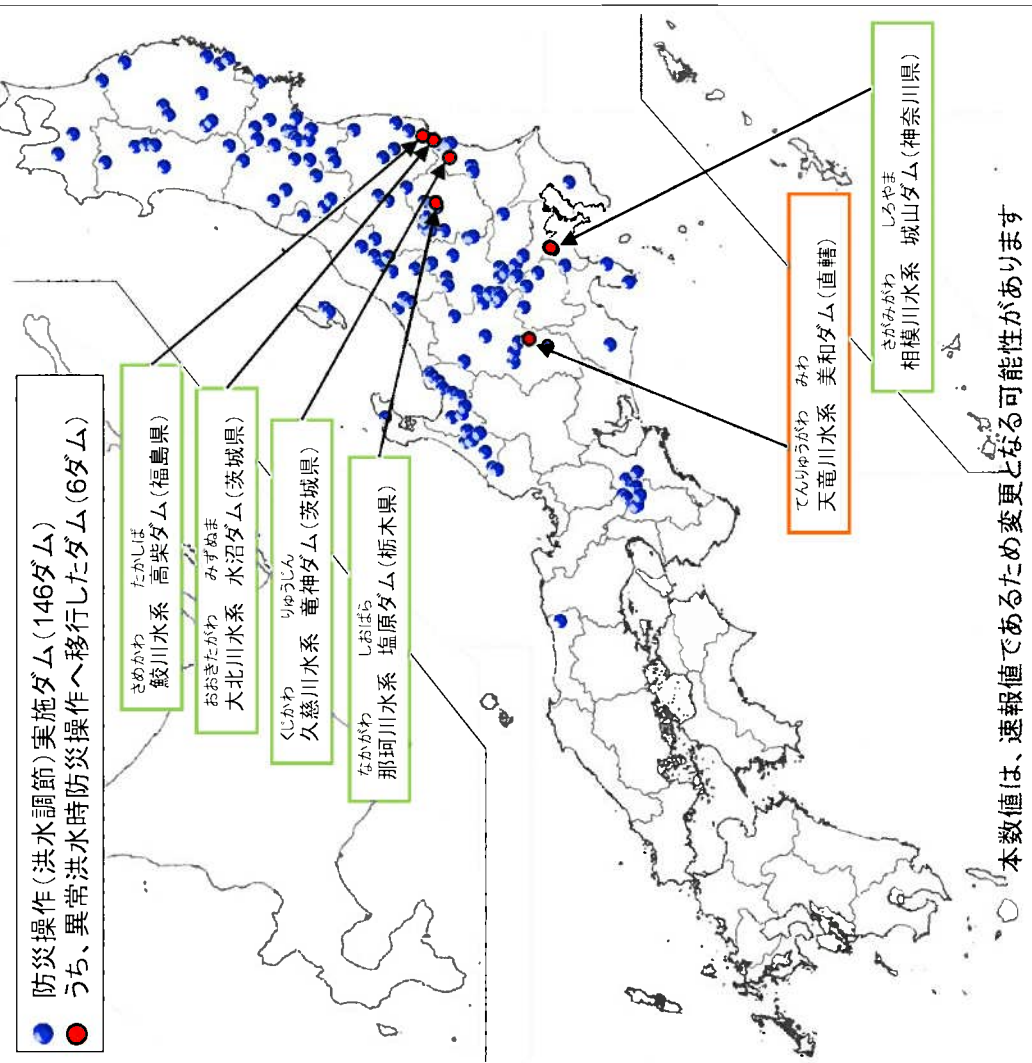 防災操作(洪水調節)実施ダム(146ダム)
うち、異常洪水時防災操作へ移行したダム(6ダム)
さめかわ たかしば
鮫川水系 高柴ダム(福島県)
おおきたがわ みずぬま
大北川水系 水沼ダム(茨城県)
くじかわ りゅうじん
久慈川水系 竜神ダム(茨城県)
なかがわ しおばら
那珂川水系 塩原ダム(栃木県)
てんりゅうがわ みわ
天竜川水系 美和ダム(直轄)
さがみがわ しろやま
相模川水系 城山ダム(神奈川県)
本数値は、速報値であるため変更となる可能性があります